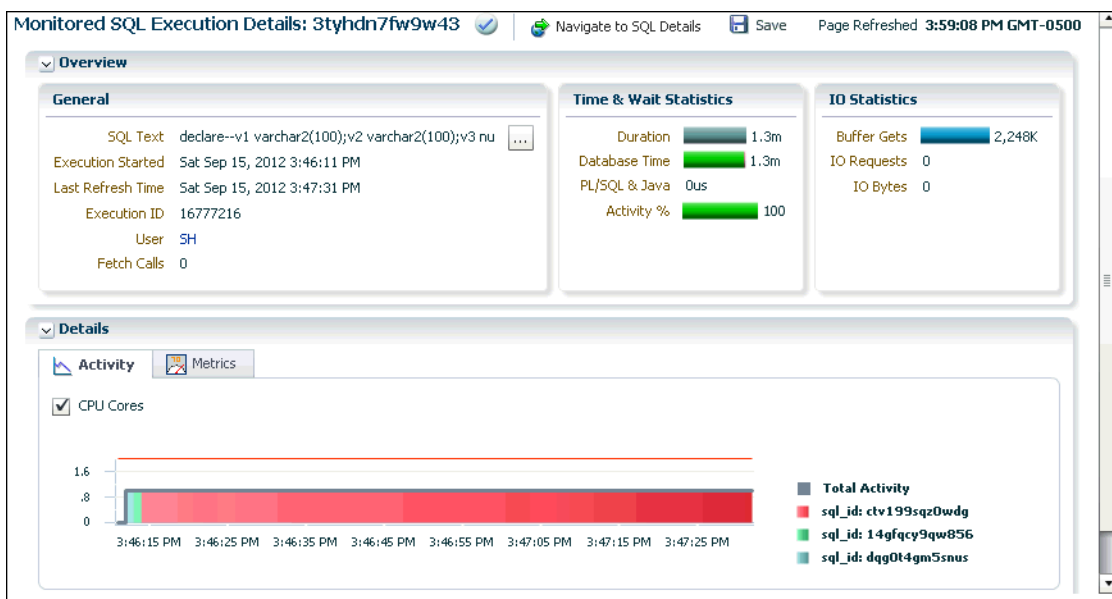 Monitored SQL Execution Details: 3tyhdn7fw9w43
Navigate to SQL Details
Save
Page Refreshed 3:59:08 PM GMT-0500
Overview
General
SQL Text declare--v1 varchar2(100);v2 varchar2(100);v3 nu ...
Execution Started Sat Sep 15, 2012 3:46:11 PM
Last Refresh Time Sat Sep 15, 2012 3:47:31 PM
Execution ID 16777216
User SH
Fetch Calls 0
Time & Wait Statistics
Duration 1.3m
Database Time 1.3m
PL/SQL & Java 0us
Activity % 100
IO Statistics
Buffer Gets 2,248K
IO Requests 0
IO Bytes 0
Details
Activity
Metrics
CPU Cores
1.6
.8
0
3:46:15 PM 3:46:25 PM 3:46:35 PM 3:46:45 PM 3:46:55 PM 3:47:05 PM 3:47:15 PM 3:47:25 PM
Total Activity
sql_id: ctv199sqz0wdg
sql_id: 14gfqcy9qw856
sql_id: dqg0t4gm5snus